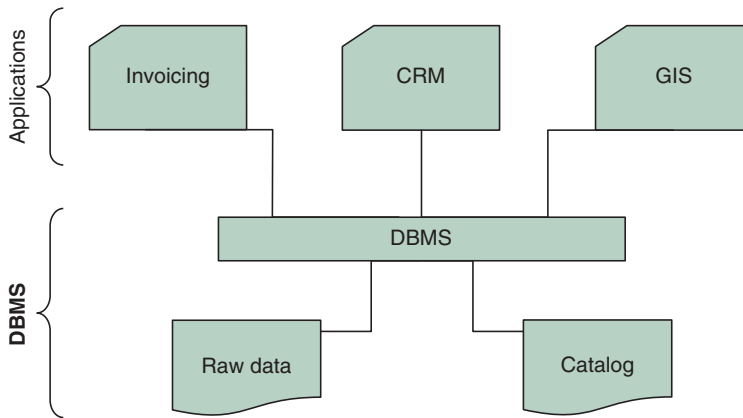 Applications
Invoicing
CRM
GIS
DBMS
DBMS
Raw data
Catalog